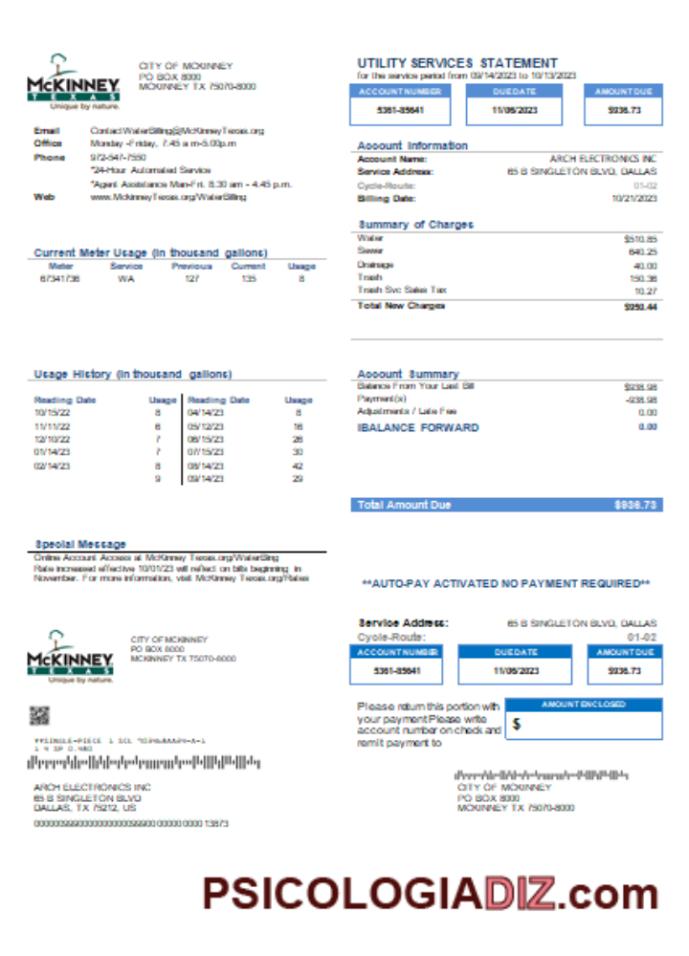 McKINNEY
TEXAS
Unique by nature.
CITY OF MCKINNEY
PO BOX 8000
MCKINNEY TX 75070-8000
Email ContactWaterBilling@McKinneyTexas.org
Office Monday -Friday, 7.45 a m-5.00p.m
Phone 972-547-7550
*24-Hour Automated Service
*Agent Assistance Man-Fri. 8.30 am - 4.45 p.m.
Web www.McKinneyTexas.org/WaterBilling
Current Meter Usage (In thousand gallons)
Meter Service Previous Current Usage
67341736 WA 127 135 8
Usage History (In thousand gallons)
Reading Date Usage Reading Date Usage
10/15/22 8 04/14/23 8
11/11/22 6 05/12/23 16
12/10/22 7 06/15/23 26
01/14/23 7 07/15/23 30
02/14/23 8 08/14/23 42
9 09/14/23 29
Special Message
Online Account Access at McKinney Texas.org/WaterBing
Rate increased effective 10/01/23 will reflect on bills beginning in
November. For more information, visit McKinney Texas.org/Rates
UTILITY SERVICES STATEMENT
for the service period from 09/14/2023 to 10/13/2023
ACCOUNT NUMBER DUE DATE AMOUNT DUE
5361-85641 11/06/2023 $936.73
Account Information
Account Name: ARCH ELECTRONICS INC
Service Address: 65 B SINGLETON BLVD, DALLAS
Cycle-Route: 01-02
Billing Date: 10/21/2023
Summary of Charges
Water $510.85
Sewer 640.25
Drainage 40.00
Trash 150.36
Trash Svc Sales Tax 10.27
Total New Charges $950.44
Account Summary
Balance From Your Last Bill $938.98
Payment(s) -938.98
Adjustments / Late Fee 0.00
IBALANCE FORWARD 0.00
Total Amount Due $936.73
**AUTO-PAY ACTIVATED NO PAYMENT REQUIRED**
McKINNEY
TEXAS
Unique by nature.
CITY OF MCKINNEY
PO BOX 8000
MCKINNEY TX 75070-8000
ARCH ELECTRONICS INC
65 B SINGLETON BLVD
DALLAS, TX 75212, US
Service Address: 65 B SINGLETON BLVD, DALLAS
Cycle-Route: 01-02
ACCOUNT NUMBER DUE DATE AMOUNT DUE
5361-85641 11/06/2023 $936.73
Please return this portion with
your payment Please write
account number on check and
remit payment to
AMOUNT ENCLOSED
$
CITY OF MCKINNEY
PO BOX 8000
MCKINNEY TX 75070-8000
PSICOLOGIADIZ.com